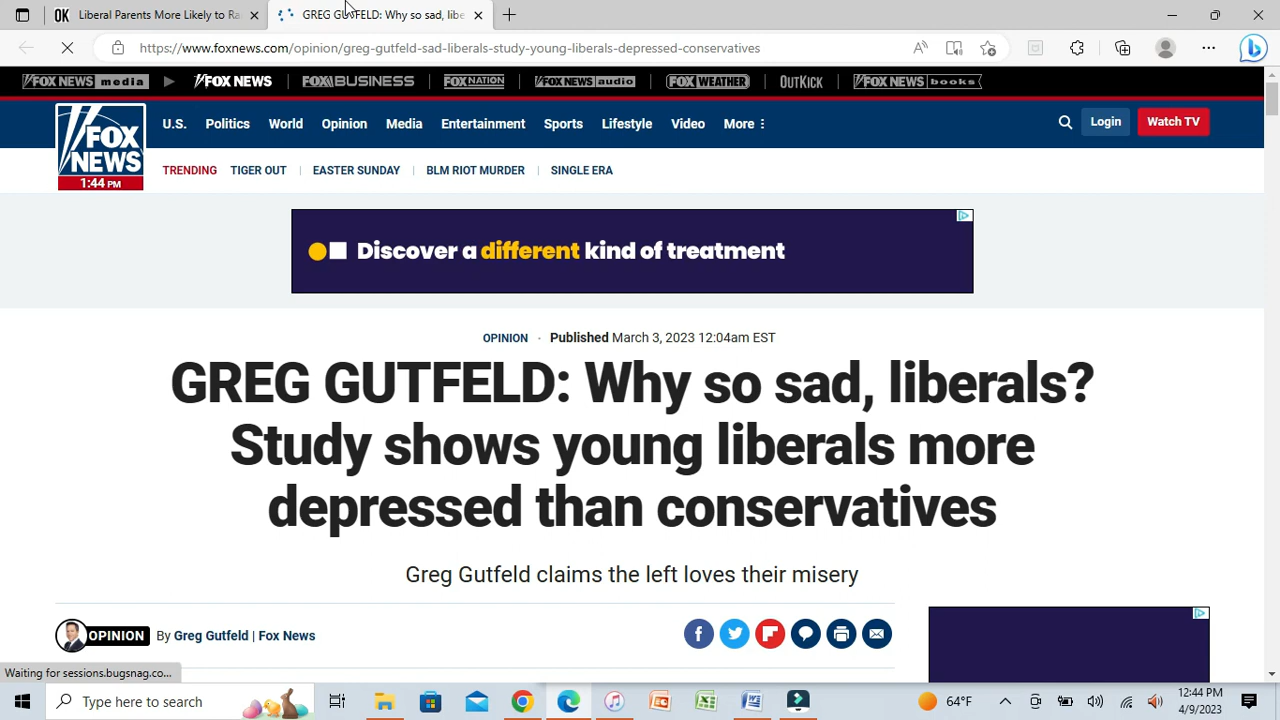 OK Liberal Parents More Likely to Ra
GREG GUTFELD: Why so sad, libe
https://www.foxnews.com/opinion/greg-gutfeld-sad-liberals-study-young-liberals-depressed-conservatives
FOX NEWS media
FOX NEWS
FOX BUSINESS
FOX NATION
FOX NEWS audio
FOX WEATHER
OUTKICK
FOX NEWS books
FOX
NEWS
1:44 PM
U.S. Politics World Opinion Media Entertainment Sports Lifestyle Video More
Login
Watch TV
TRENDING TIGER OUT EASTER SUNDAY BLM RIOT MURDER SINGLE ERA
Discover a different kind of treatment
OPINION · Published March 3, 2023 12:04am EST
GREG GUTFELD: Why so sad, liberals?
Study shows young liberals more
depressed than conservatives
Greg Gutfeld claims the left loves their misery
OPINION By Greg Gutfeld | Fox News
Waiting for sessions.bugsnag.co...
Type here to search
64°F
12:44 PM
4/9/2023